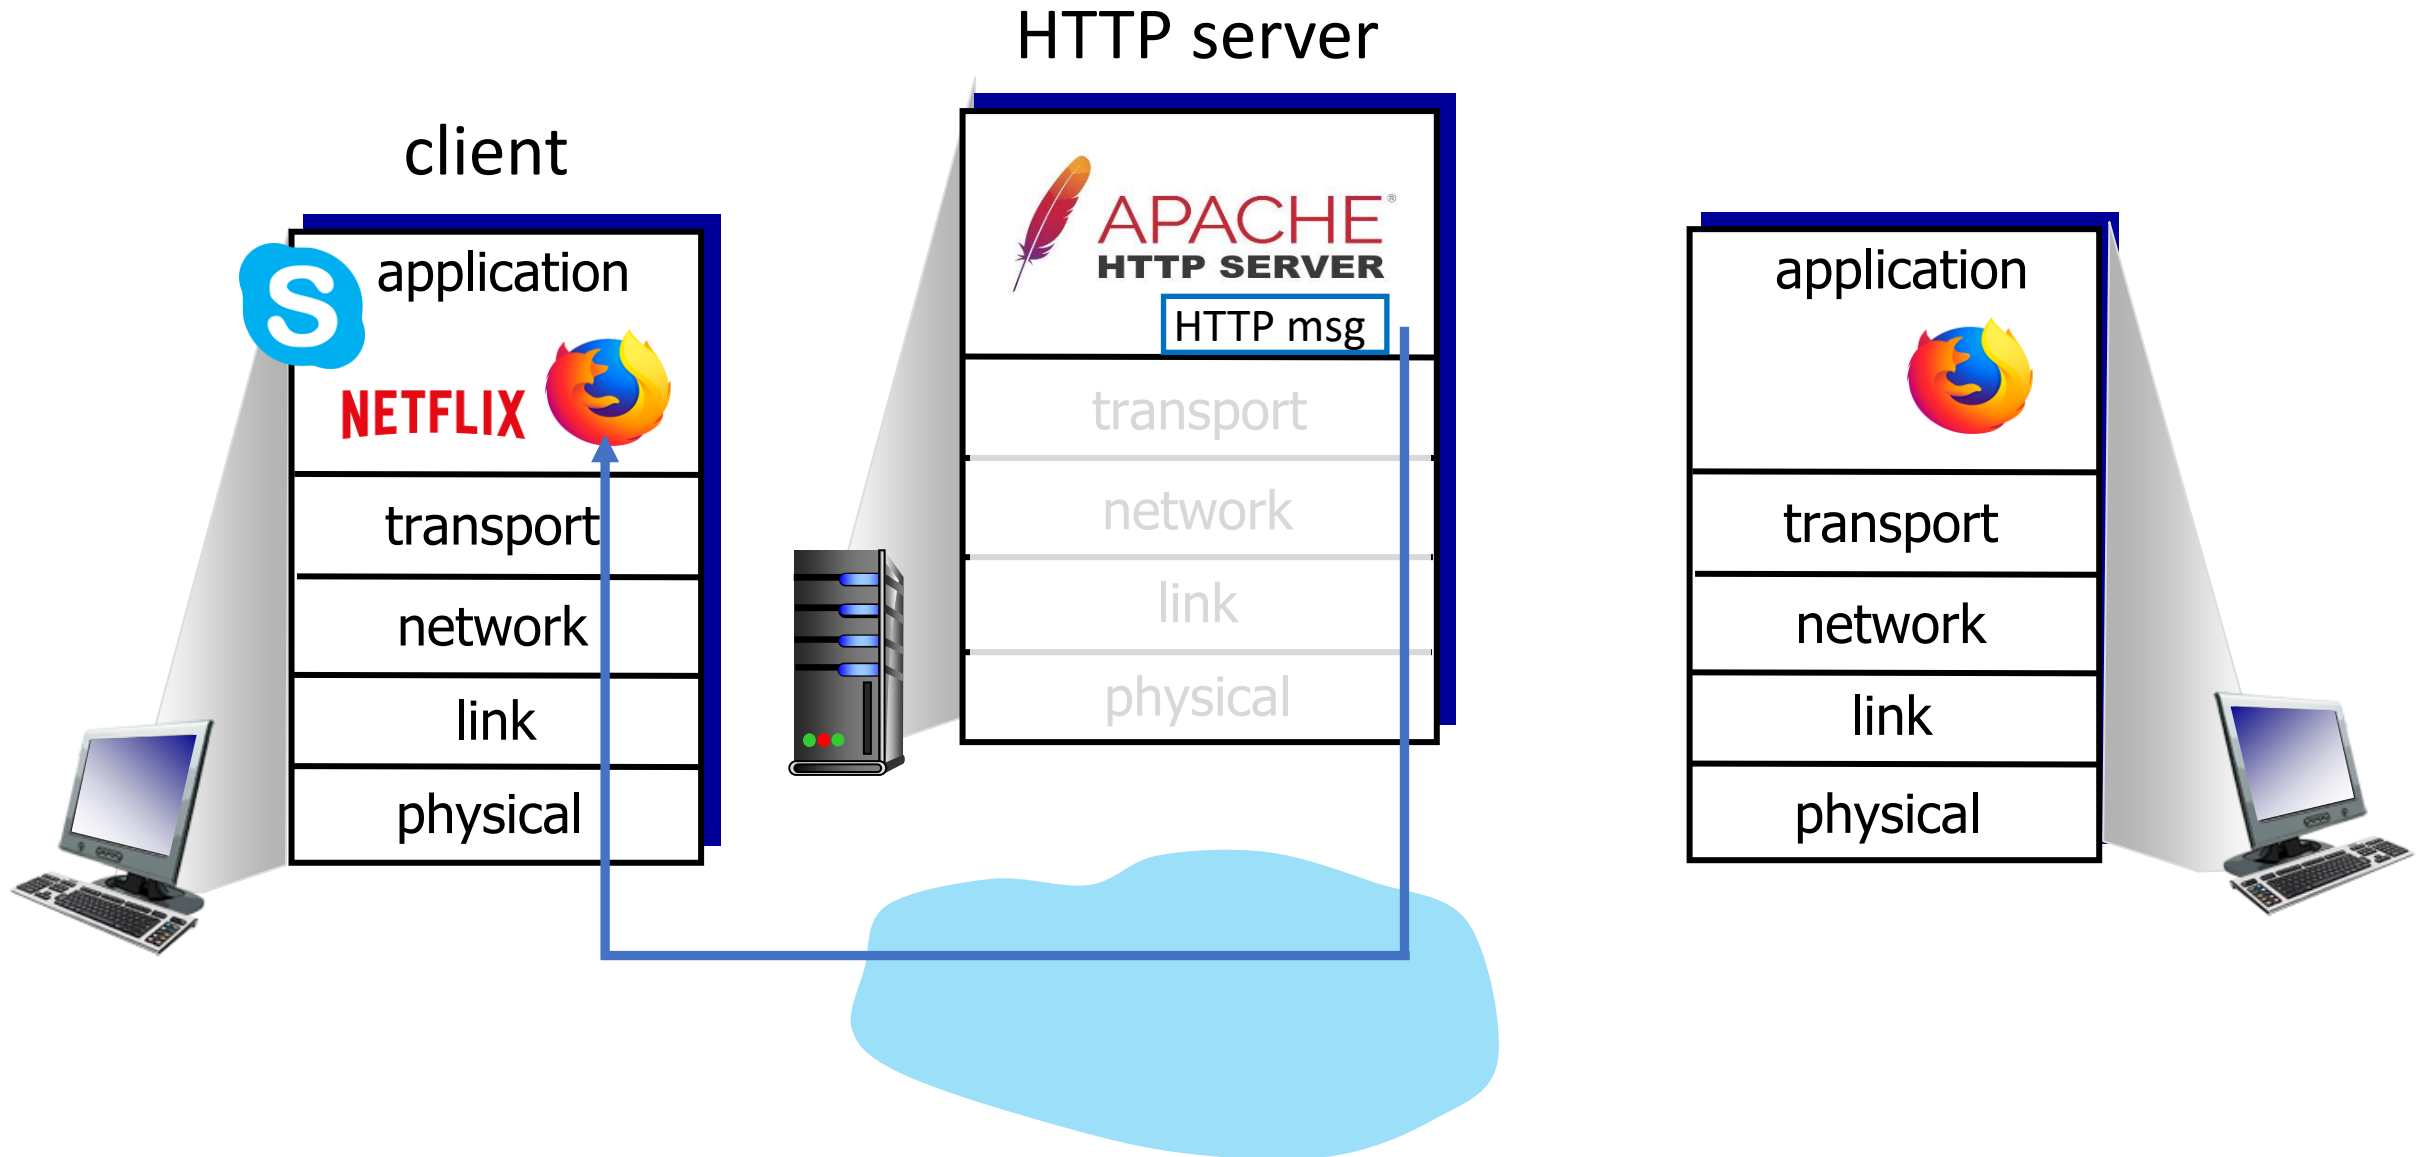 HTTP server
client
application
S
NETFLIX
transport
network
link
physical
APACHE®
HTTP SERVER
HTTP msg
transport
network
link
physical
application
transport
network
link
physical